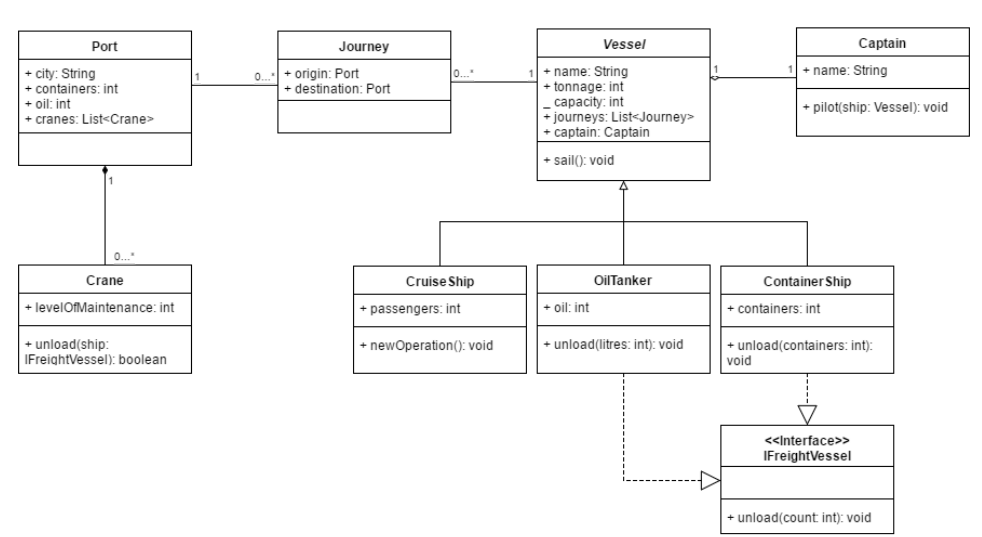 Port
+ city: String
+ containers: int
+ oil: int
+ cranes: List<Crane>
1
0...*
Journey
+ origin: Port
+ destination: Port
0...*
1
Vessel
+ name: String
+ tonnage: int
_ capacity: int
+ journeys: List<Journey>
+ captain: Captain
+ sail(): void
1
1
Captain
+ name: String
+ pilot(ship: Vessel): void
1
0...*
Crane
+ levelOfMaintenance: int
+ unload(ship:
IFreightVessel): boolean
CruiseShip
+ passengers: int
+ newOperation(): void
OilTanker
+ oil: int
+ unload(litres: int): void
ContainerShip
+ containers: int
+ unload(containers: int):
void
<<Interface>>
IFreightVessel
+ unload(count: int): void